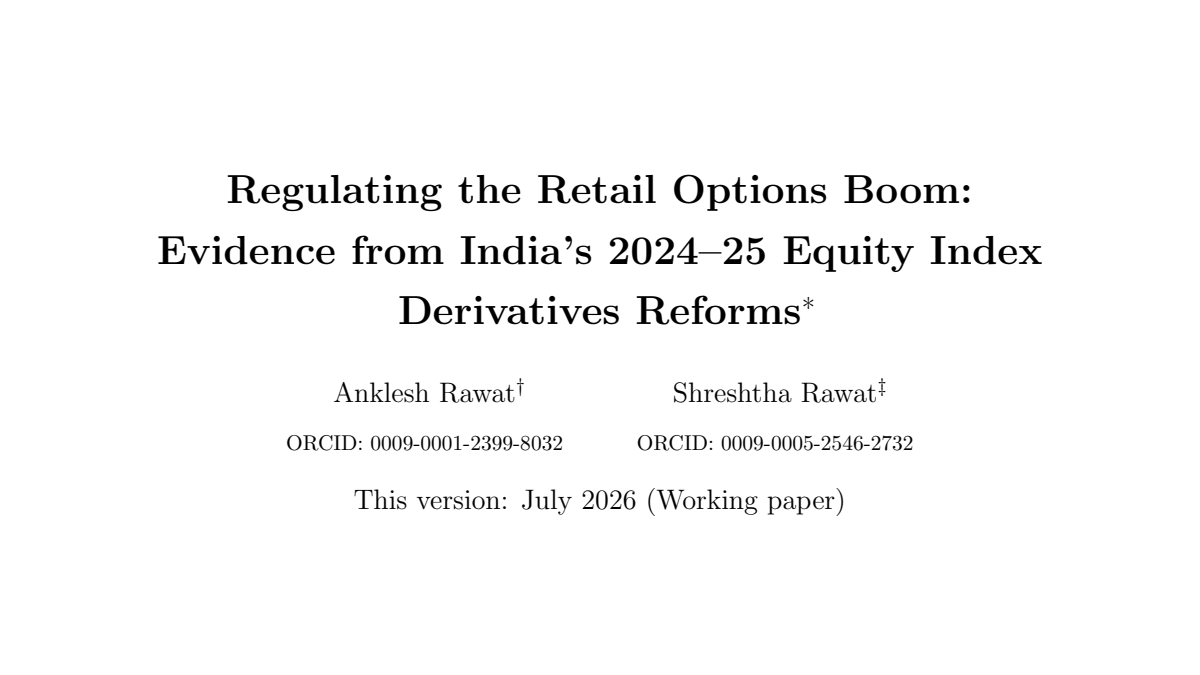 Regulating the Retail Options Boom:
Evidence from India's 2024–25 Equity Index
Derivatives Reforms*
Anklesh Rawat† Shreshtha Rawat‡
ORCID: 0009-0001-2399-8032 ORCID: 0009-0005-2546-2732
This version: July 2026 (Working paper)